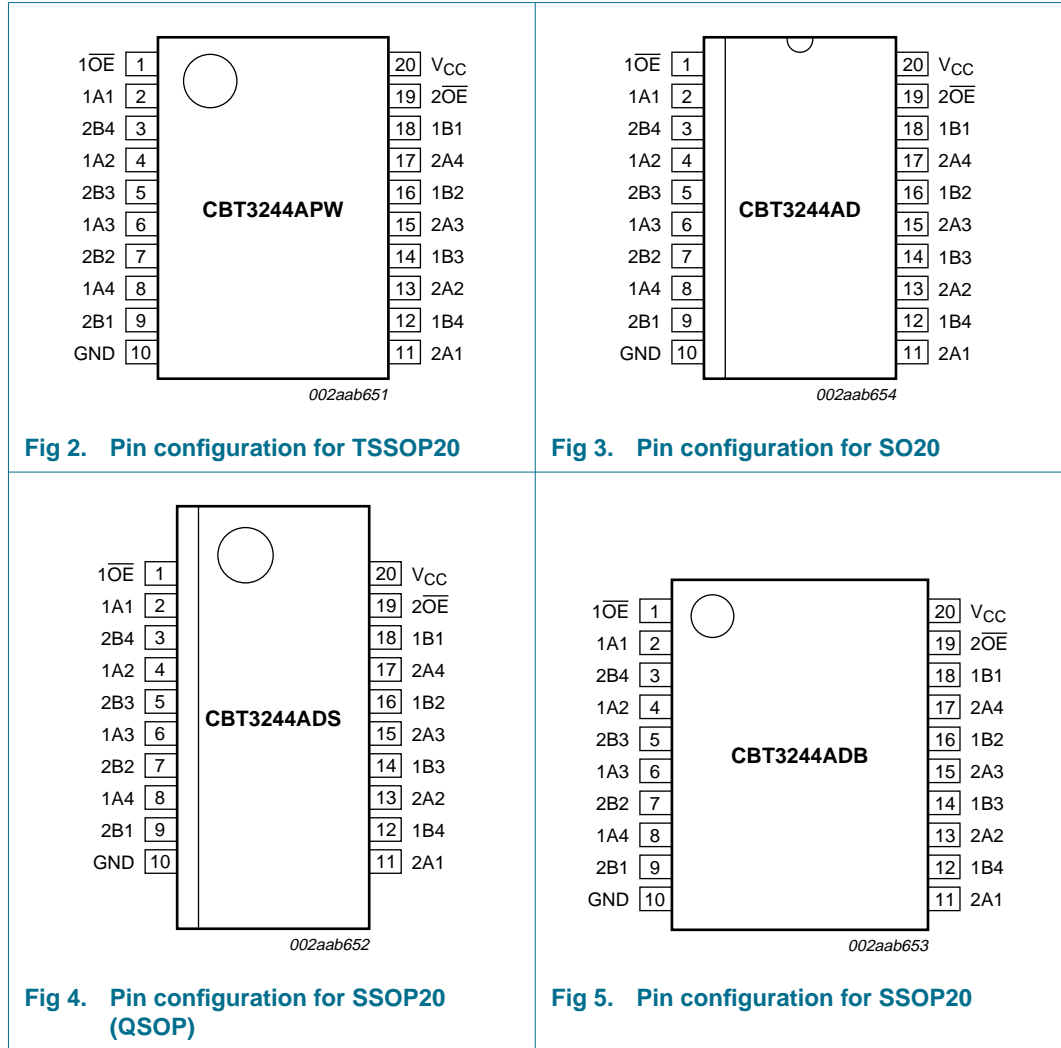 1O̅E̅ 1 20 VCC
1A1 2 19 2O̅E̅
2B4 3 18 1B1
1A2 4 17 2A4
2B3 5 16 1B2
CBT3244APW
1A3 6 15 2A3
2B2 7 14 1B3
1A4 8 13 2A2
2B1 9 12 1B4
GND 10 11 2A1
002aab651
Fig 2. Pin configuration for TSSOP20
1O̅E̅ 1 20 VCC
1A1 2 19 2O̅E̅
2B4 3 18 1B1
1A2 4 17 2A4
2B3 5 16 1B2
CBT3244AD
1A3 6 15 2A3
2B2 7 14 1B3
1A4 8 13 2A2
2B1 9 12 1B4
GND 10 11 2A1
002aab654
Fig 3. Pin configuration for SO20
1O̅E̅ 1 20 VCC
1A1 2 19 2O̅E̅
2B4 3 18 1B1
1A2 4 17 2A4
2B3 5 16 1B2
CBT3244ADS
1A3 6 15 2A3
2B2 7 14 1B3
1A4 8 13 2A2
2B1 9 12 1B4
GND 10 11 2A1
002aab652
Fig 4. Pin configuration for SSOP20
(QSOP)
1O̅E̅ 1 20 VCC
1A1 2 19 2O̅E̅
2B4 3 18 1B1
1A2 4 17 2A4
2B3 5 16 1B2
CBT3244ADB
1A3 6 15 2A3
2B2 7 14 1B3
1A4 8 13 2A2
2B1 9 12 1B4
GND 10 11 2A1
002aab653
Fig 5. Pin configuration for SSOP20